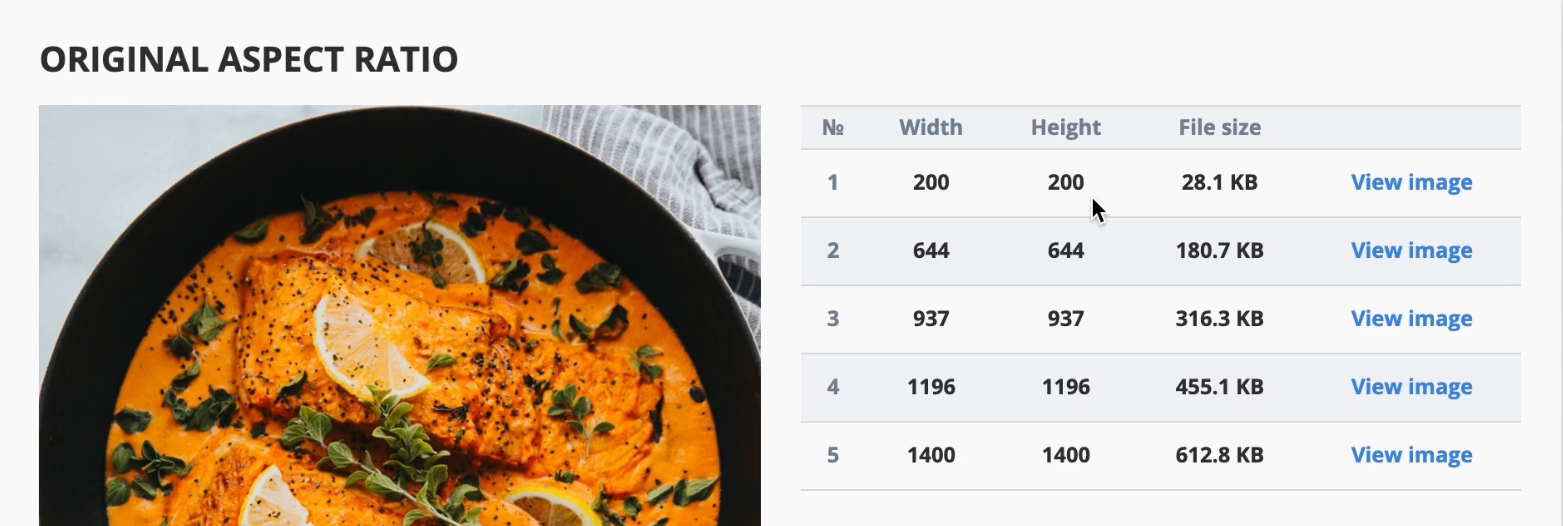 ORIGINAL ASPECT RATIO
№ Width Height File size
1 200 200 28.1 KB View image
2 644 644 180.7 KB View image
3 937 937 316.3 KB View image
4 1196 1196 455.1 KB View image
5 1400 1400 612.8 KB View image